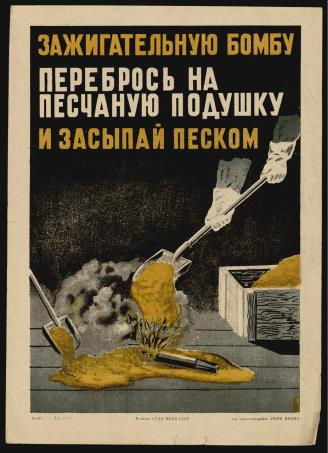 ЗАЖИГАТЕЛЬНУЮ БОМБУ
ПЕРЕБРОСЬ НА
ПЕСЧАНУЮ ПОДУШКУ
И ЗАСЫПАЙ ПЕСКОМ